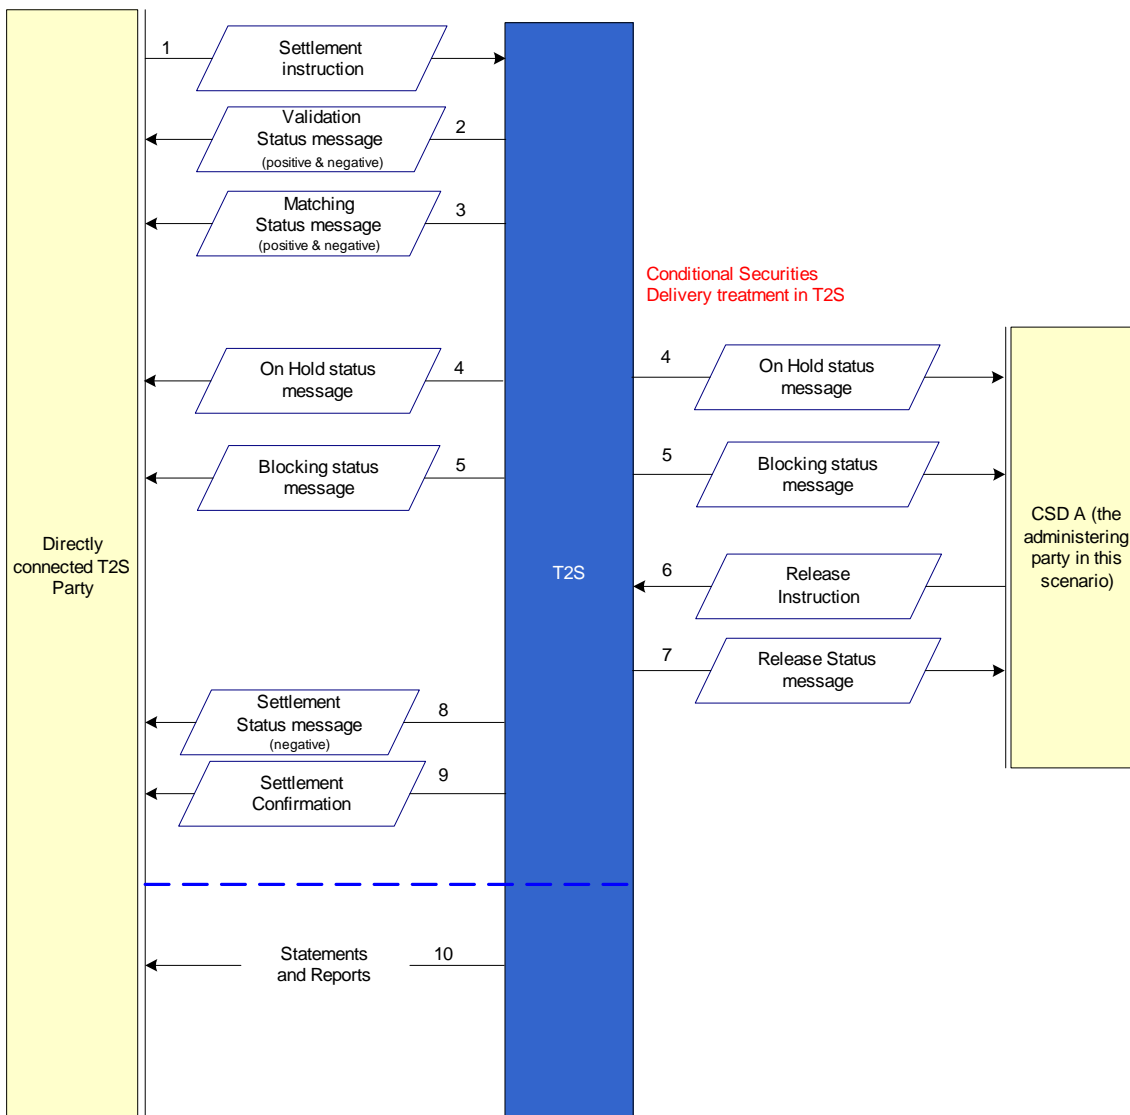 1
Settlement
instruction
Validation
Status message
(positive & negative)
2
Matching
Status message
(positive & negative)
3
Conditional Securities
Delivery treatment in T2S
On Hold status
message
4
4
On Hold status
message
Blocking status
message
5
5
Blocking status
message
Directly
connected T2S
Party
T2S
CSD A (the
administering
party in this
scenario)
6
Release
Instruction
7
Release Status
message
Settlement
Status message
(negative)
8
Settlement
Confirmation
9
Statements
and Reports
10